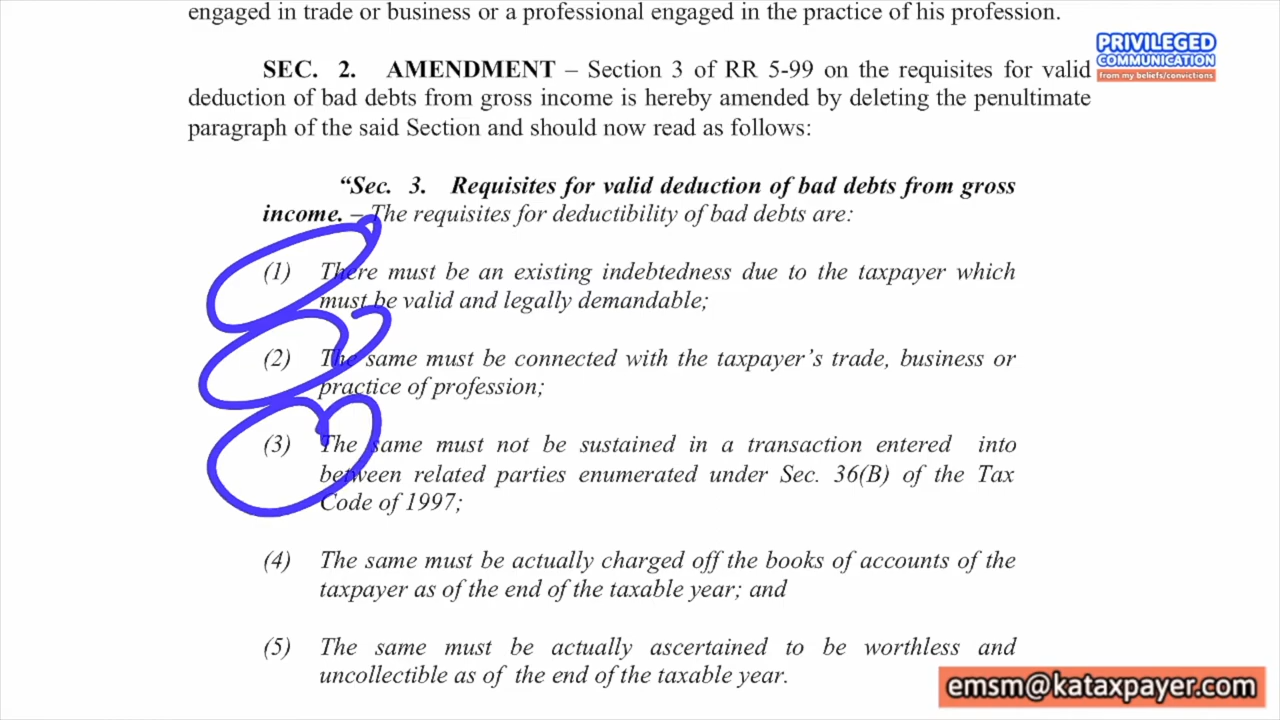 engaged in trade or business or a professional engaged in the practice of his profession.
PRIVILEGED
COMMUNICATION
from my beliefs/convictions
SEC. 2. AMENDMENT – Section 3 of RR 5-99 on the requisites for valid
deduction of bad debts from gross income is hereby amended by deleting the penultimate
paragraph of the said Section and should now read as follows:
“Sec. 3. Requisites for valid deduction of bad debts from gross
income. – The requisites for deductibility of bad debts are:
(1) There must be an existing indebtedness due to the taxpayer which
must be valid and legally demandable;
(2) The same must be connected with the taxpayer’s trade, business or
practice of profession;
(3) The same must not be sustained in a transaction entered into
between related parties enumerated under Sec. 36(B) of the Tax
Code of 1997;
(4) The same must be actually charged off the books of accounts of the
taxpayer as of the end of the taxable year; and
(5) The same must be actually ascertained to be worthless and
uncollectible as of the end of the taxable year.
emsm@kataxpayer.com